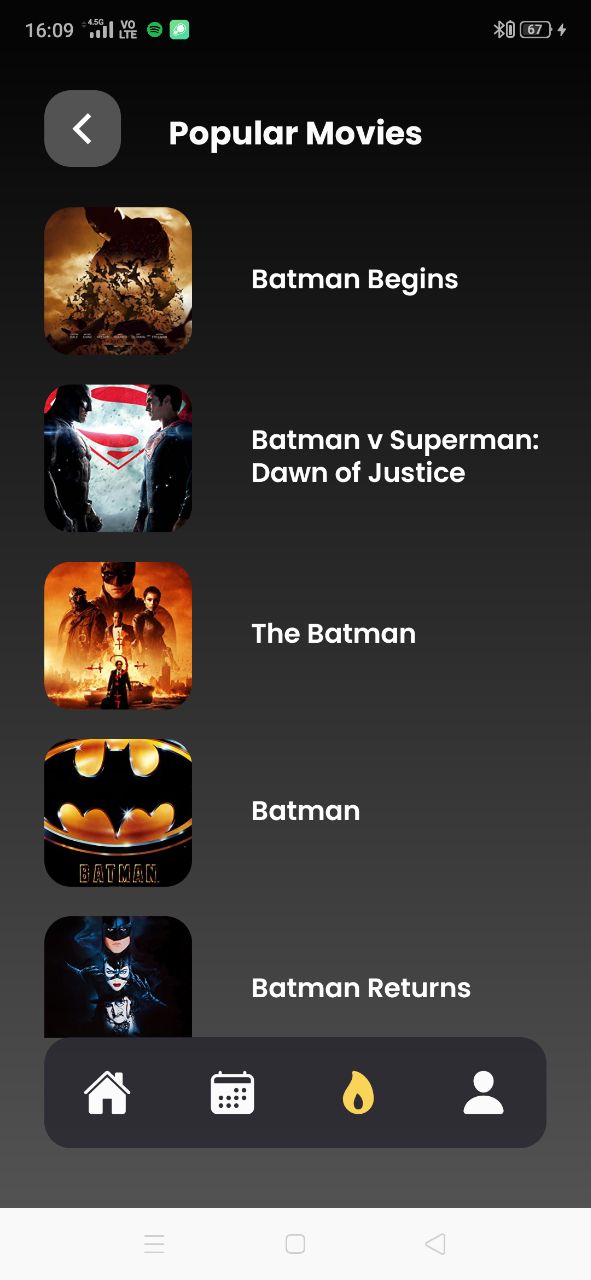 16:09 4.5G VO LTE 67
Popular Movies
Batman Begins
Batman v Superman:
Dawn of Justice
The Batman
Batman
BATMAN
Batman Returns